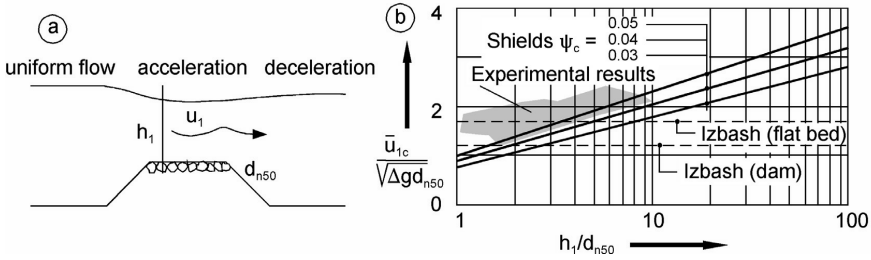 a
uniform flow acceleration deceleration
u1
h1
dn50
b
4
2
0
u̅1c
√Δgdn50
Shields ψc =
0.05
0.04
0.03
Experimental results
Izbash (flat bed)
Izbash (dam)
1 10 100
h1/dn50